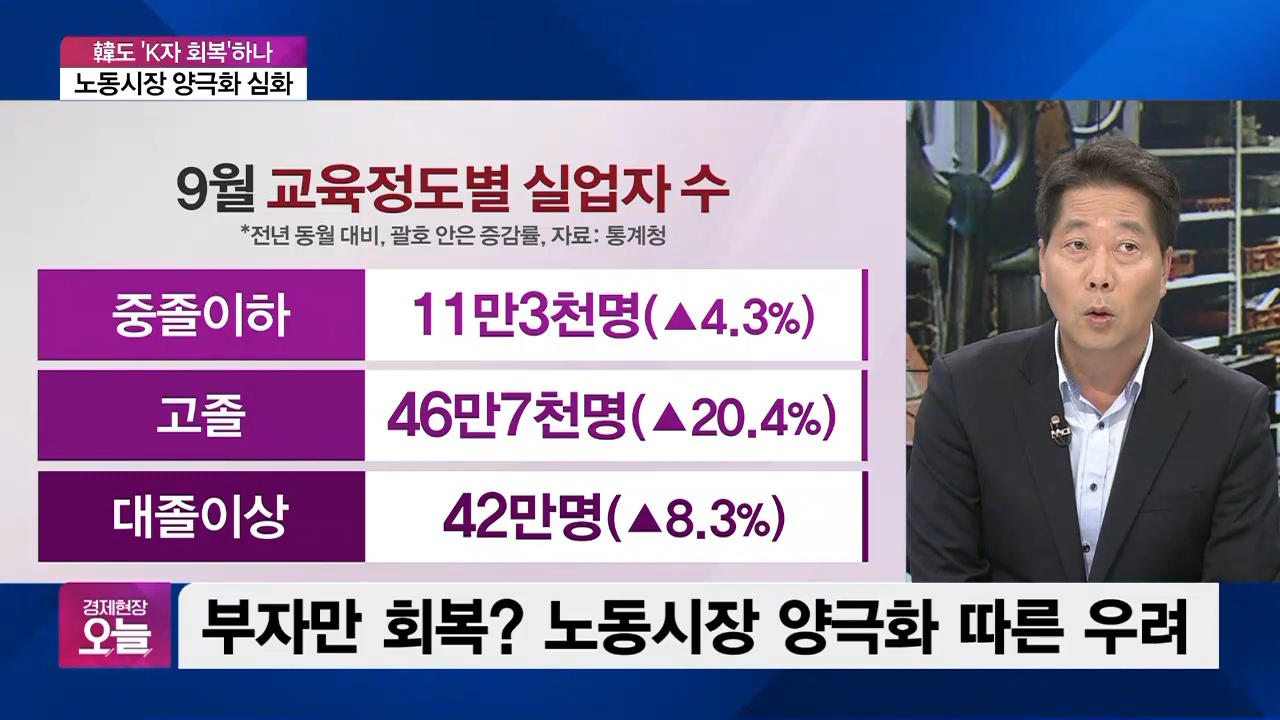 韓도 'K자 회복'하나
노동시장 양극화 심화
9월 교육정도별 실업자 수
*전년 동월 대비, 괄호 안은 증감률, 자료: 통계청
중졸이하 11만3천명(▲4.3%)
고졸 46만7천명(▲20.4%)
대졸이상 42만명(▲8.3%)
경제현장
오늘
부자만 회복? 노동시장 양극화 따른 우려